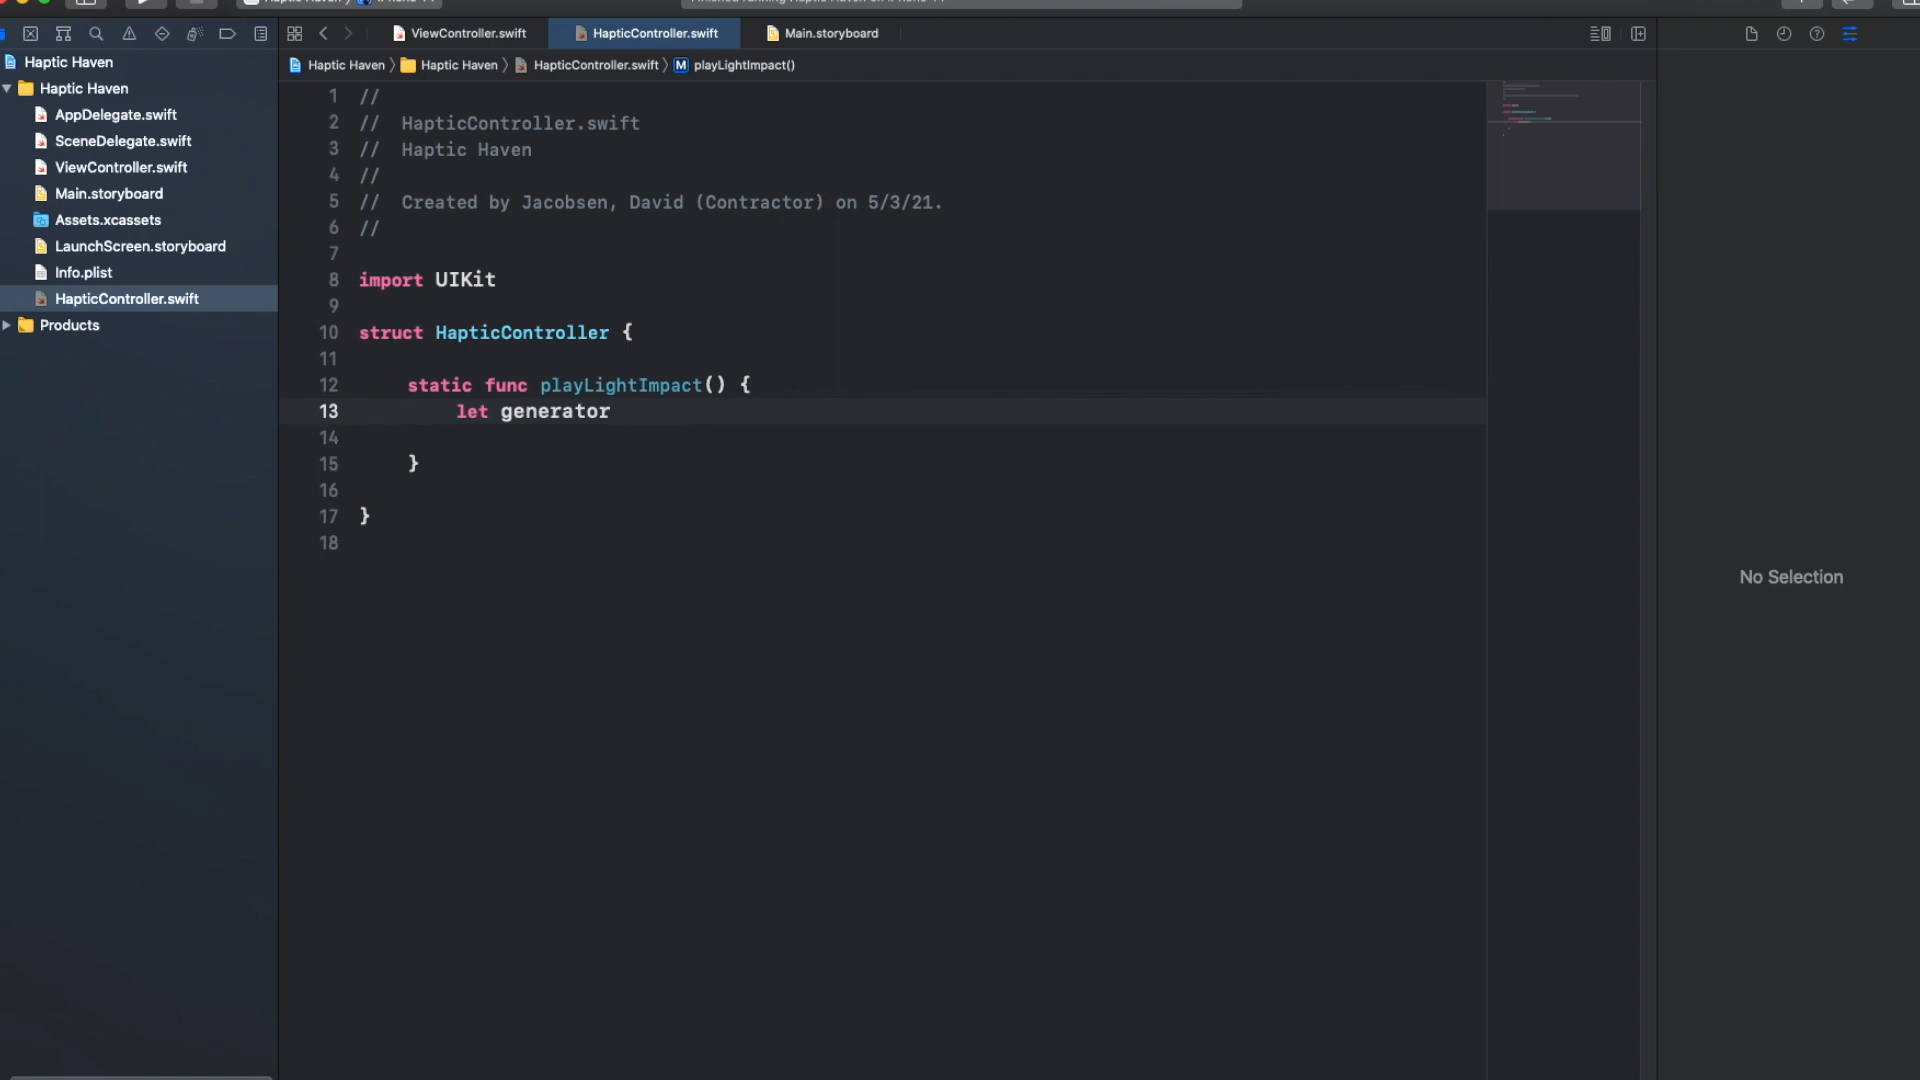 ViewController.swift
HapticController.swift
Main.storyboard
Haptic Haven
Haptic Haven
AppDelegate.swift
SceneDelegate.swift
ViewController.swift
Main.storyboard
Assets.xcassets
LaunchScreen.storyboard
Info.plist
HapticController.swift
Products
Haptic Haven
Haptic Haven
HapticController.swift
M playLightImpact()
1 //
2 // HapticController.swift
3 // Haptic Haven
4 //
5 // Created by Jacobsen, David (Contractor) on 5/3/21.
6 //
7
8 import UIKit
9
10 struct HapticController {
11
12 static func playLightImpact() {
13 let generator
14
15 }
16
17 }
18
No Selection